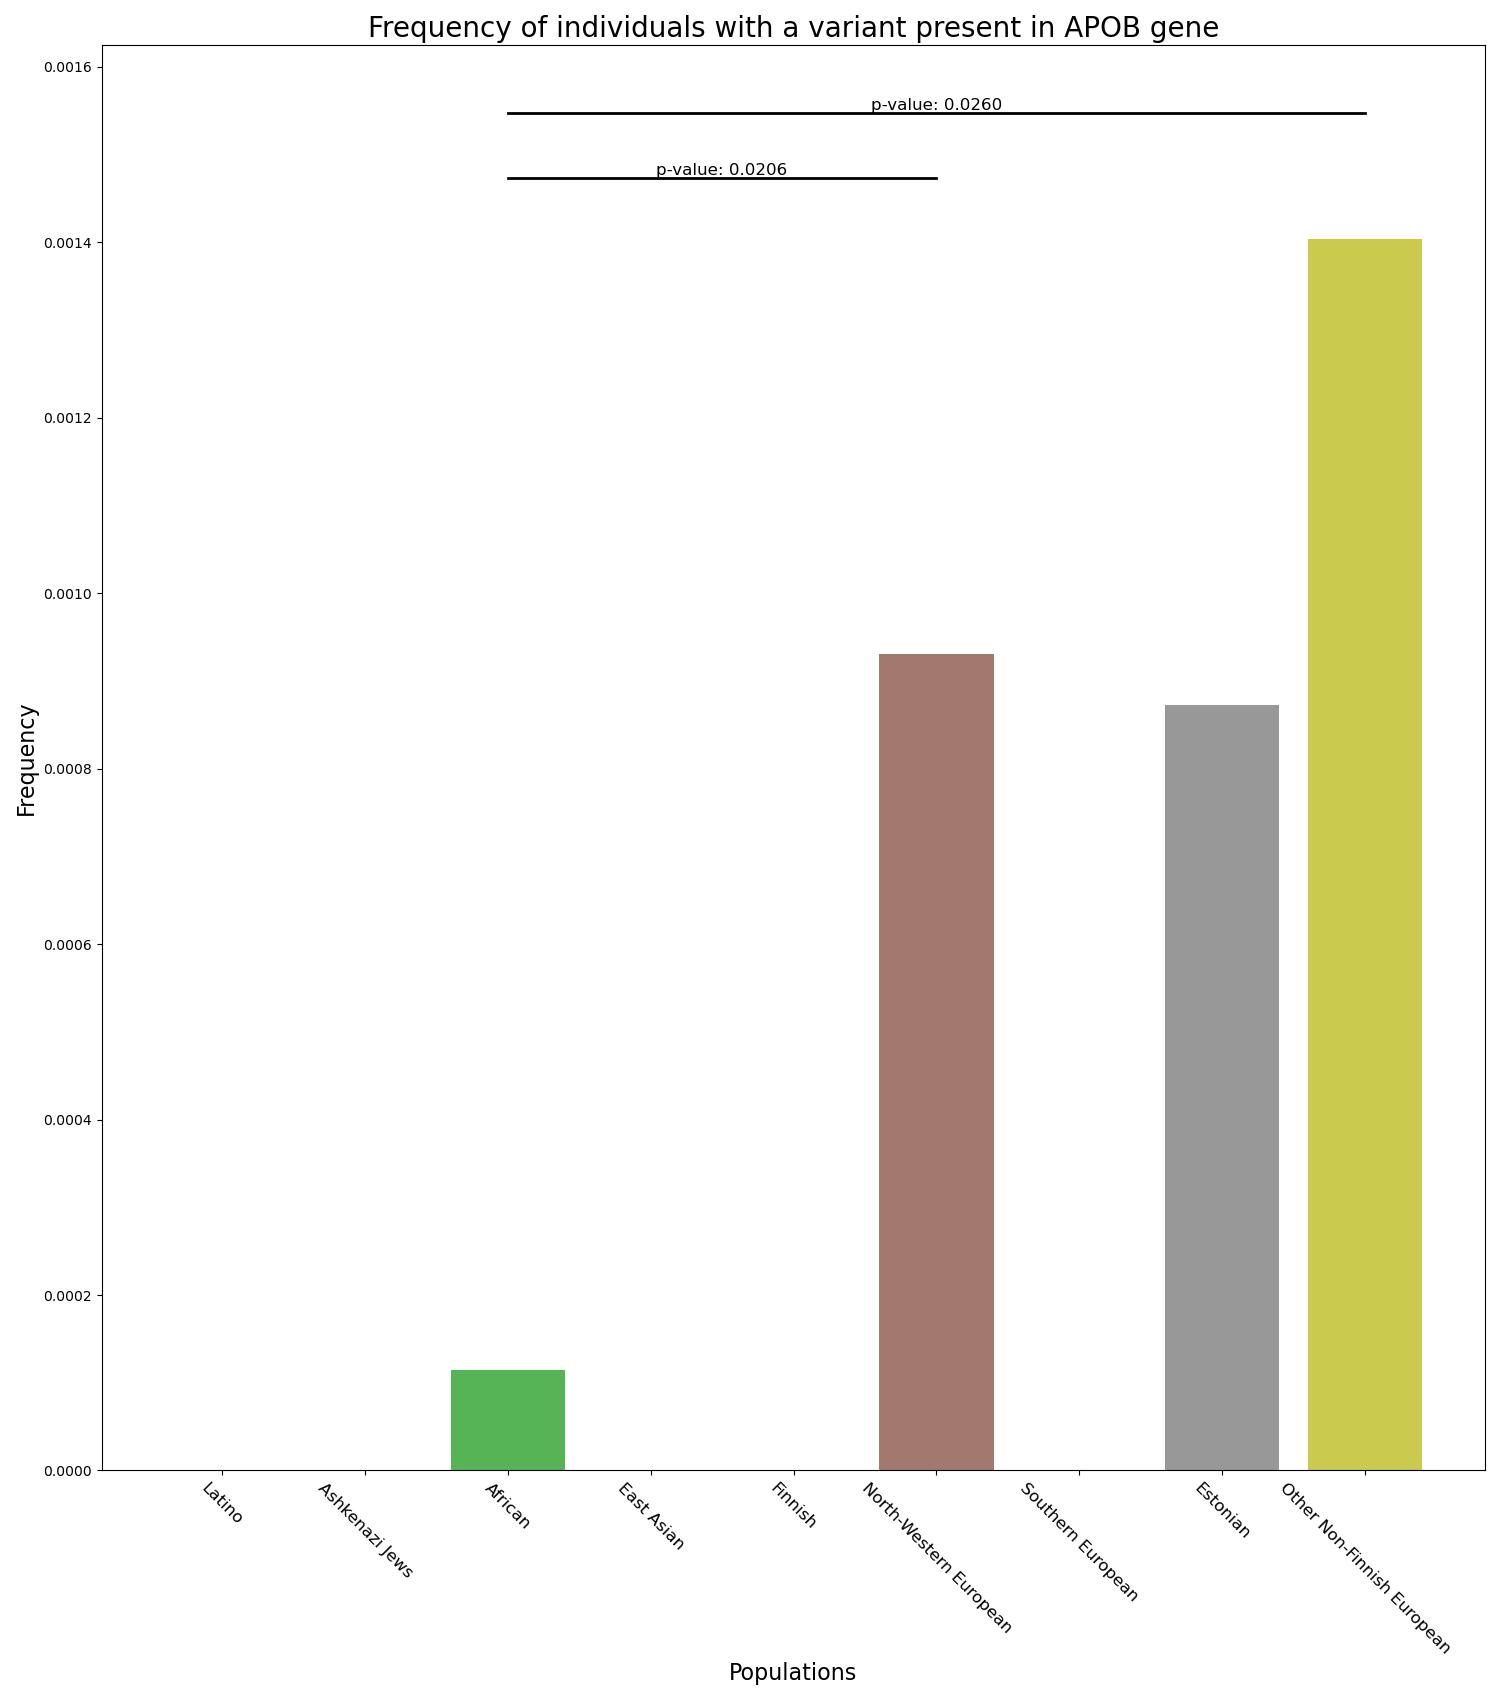 Frequency of individuals with a variant present in APOB gene
0.0016
p-value: 0.0260
p-value: 0.0206
0.0014
0.0012
0.0010
0.0008
0.0006
0.0004
0.0002
0.0000
Frequency
Latino
Ashkenazi Jews
African
East Asian
Finnish
North-Western European
Southern European
Estonian
Other Non-Finnish European
Populations